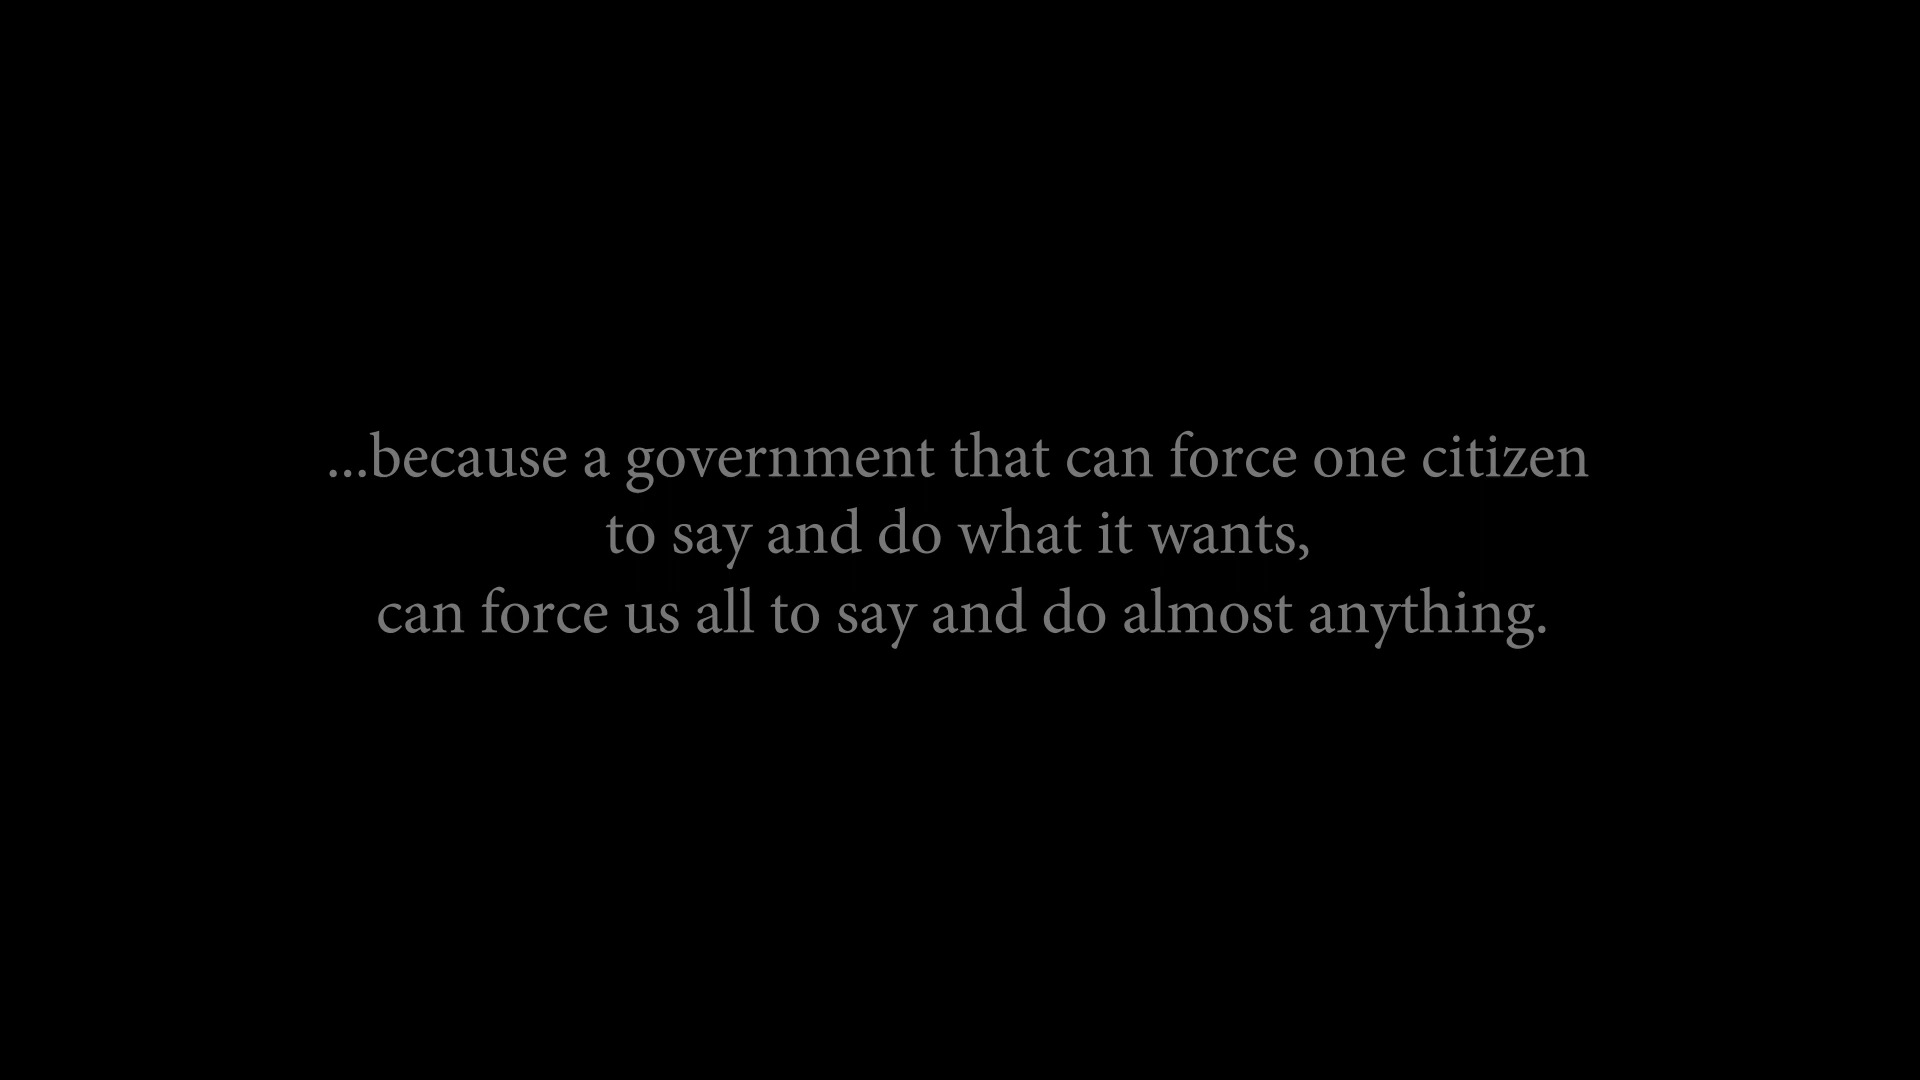 ...because a government that can force one citizen
to say and do what it wants,
can force us all to say and do almost anything.